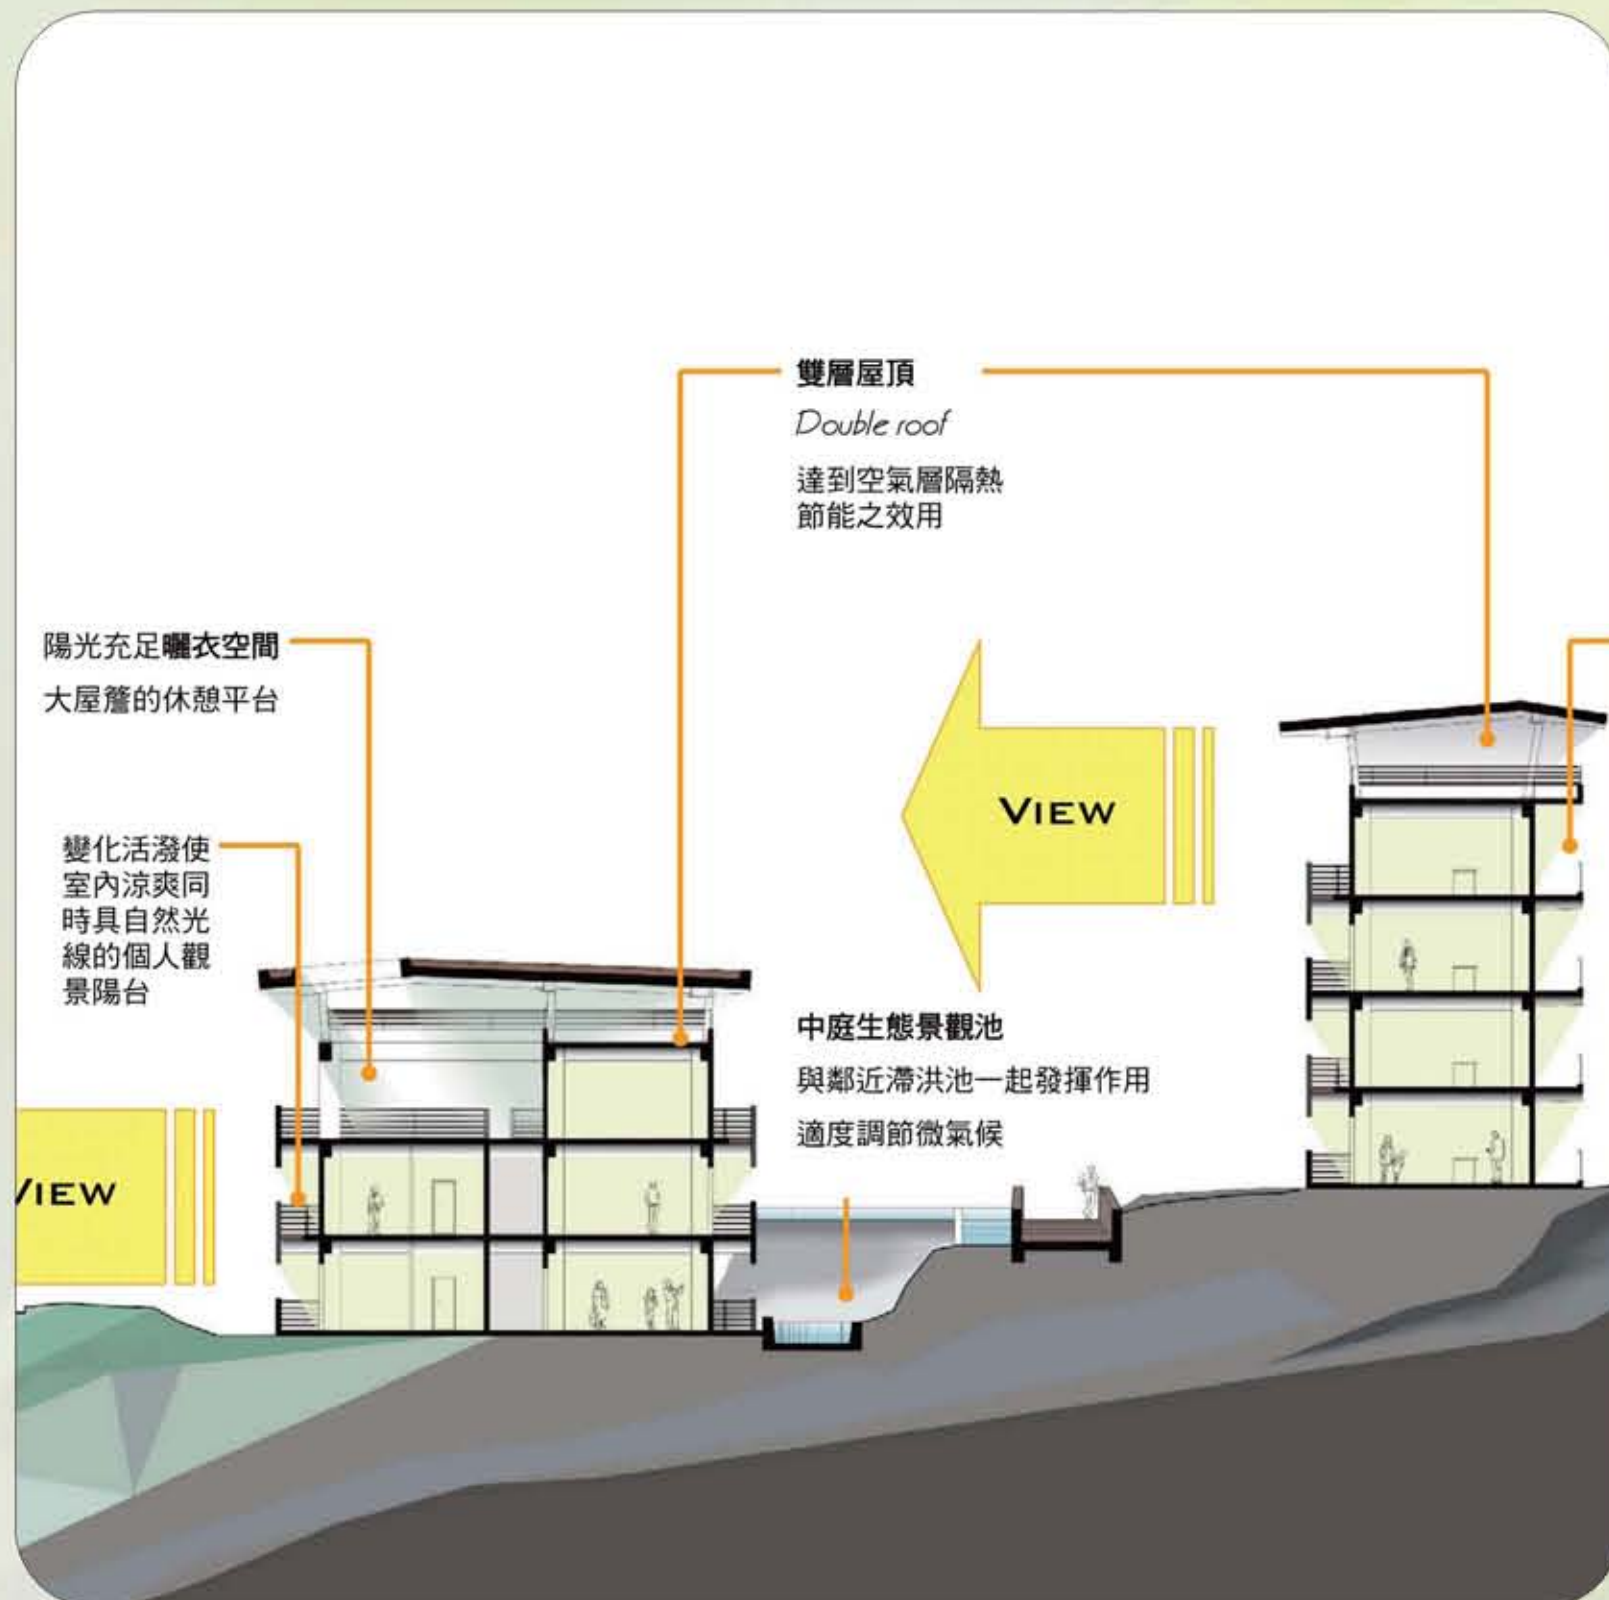 雙層屋頂
Double roof
達到空氣層隔熱
節能之效用
陽光充足曬衣空間
大屋簷的休憩平台
VIEW
變化活潑使
室內涼爽同
時具自然光
線的個人觀
景陽台
中庭生態景觀池
與鄰近滯洪池一起發揮作用
適度調節微氣候
VIEW